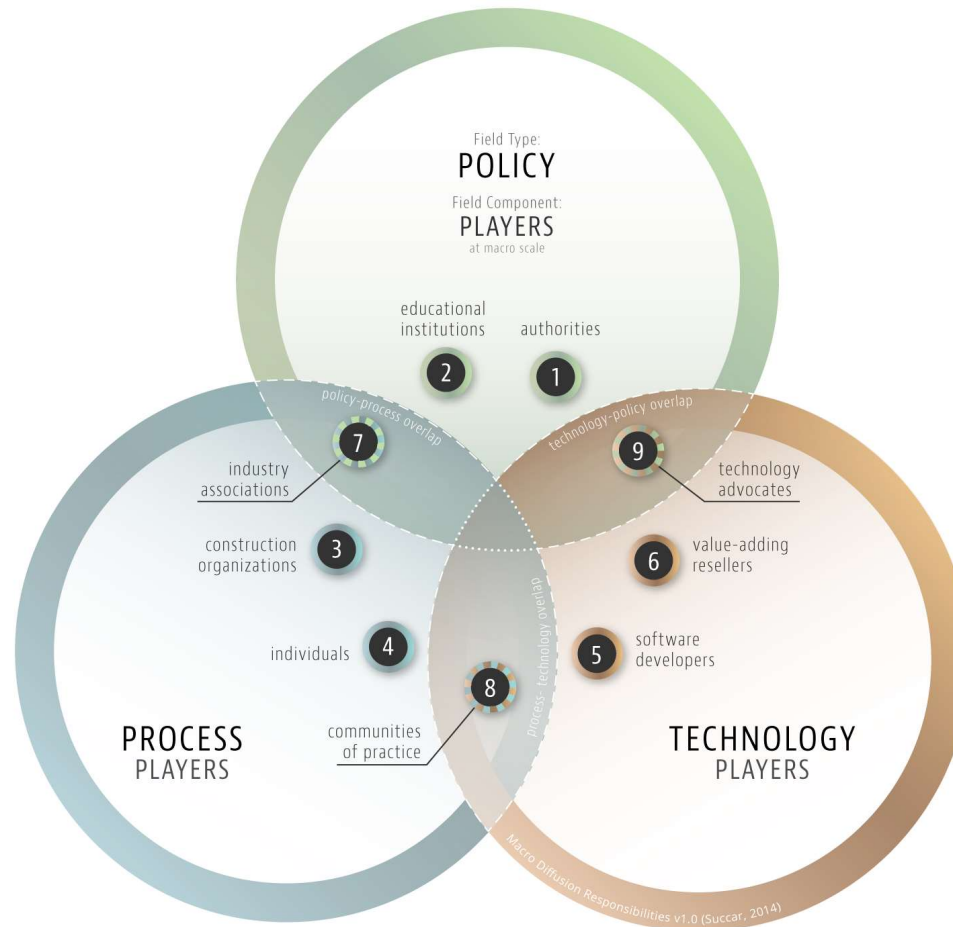 Field Type:
POLICY
Field Component:
PLAYERS
at macro scale
educational
institutions
authorities
2
1
policy-process overlap
technology-policy overlap
7
9
industry
associations
technology
advocates
construction
organizations
3
6
value-adding
resellers
individuals
4
5
software
developers
process- technology overlap
8
communities
of practice
PROCESS
PLAYERS
TECHNOLOGY
PLAYERS
Macro Diffusion Responsibilities v1.0 (Succar, 2014)